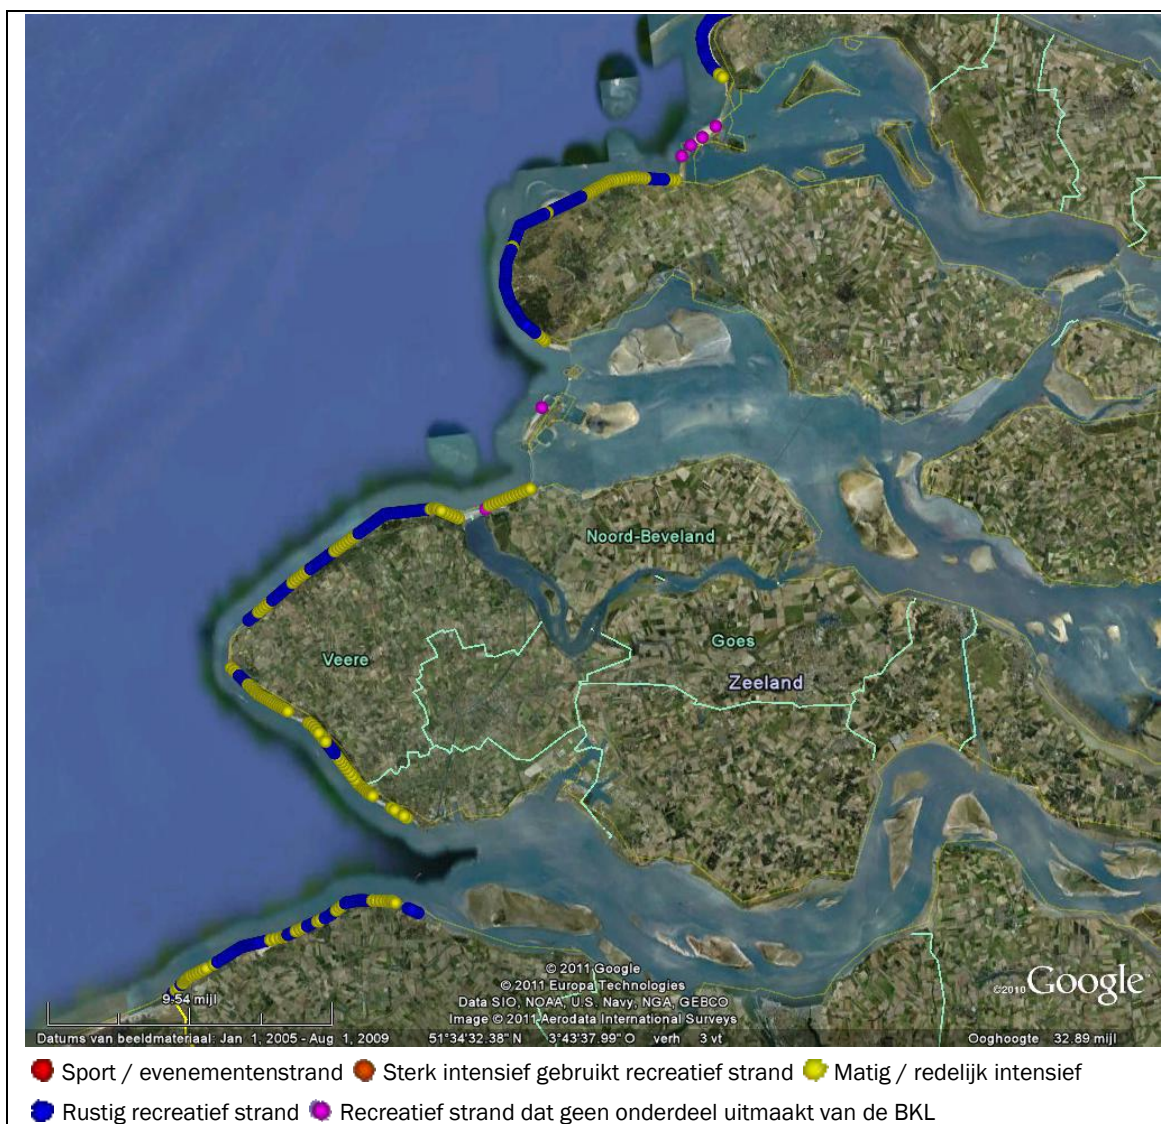 Noord-Beveland
Goes
Veere
Zeeland
© 2011 Google
© 2011 Europa Technologies
Data SIO, NOAA, U.S. Navy, NGA, GEBCO
Image © 2011 Aerodata International Surveys
©2010 Google
9.54 mijl
Datums van beeldmateriaal: Jan 1, 2005 - Aug 1, 2009 51°34'32.38" N 3°43'37.99" O verh 3 vt Ooghoogte 32.89 mijl
Sport / evenementenstrand Sterk intensief gebruikt recreatief strand Matig / redelijk intensief
Rustig recreatief strand Recreatief strand dat geen onderdeel uitmaakt van de BKL